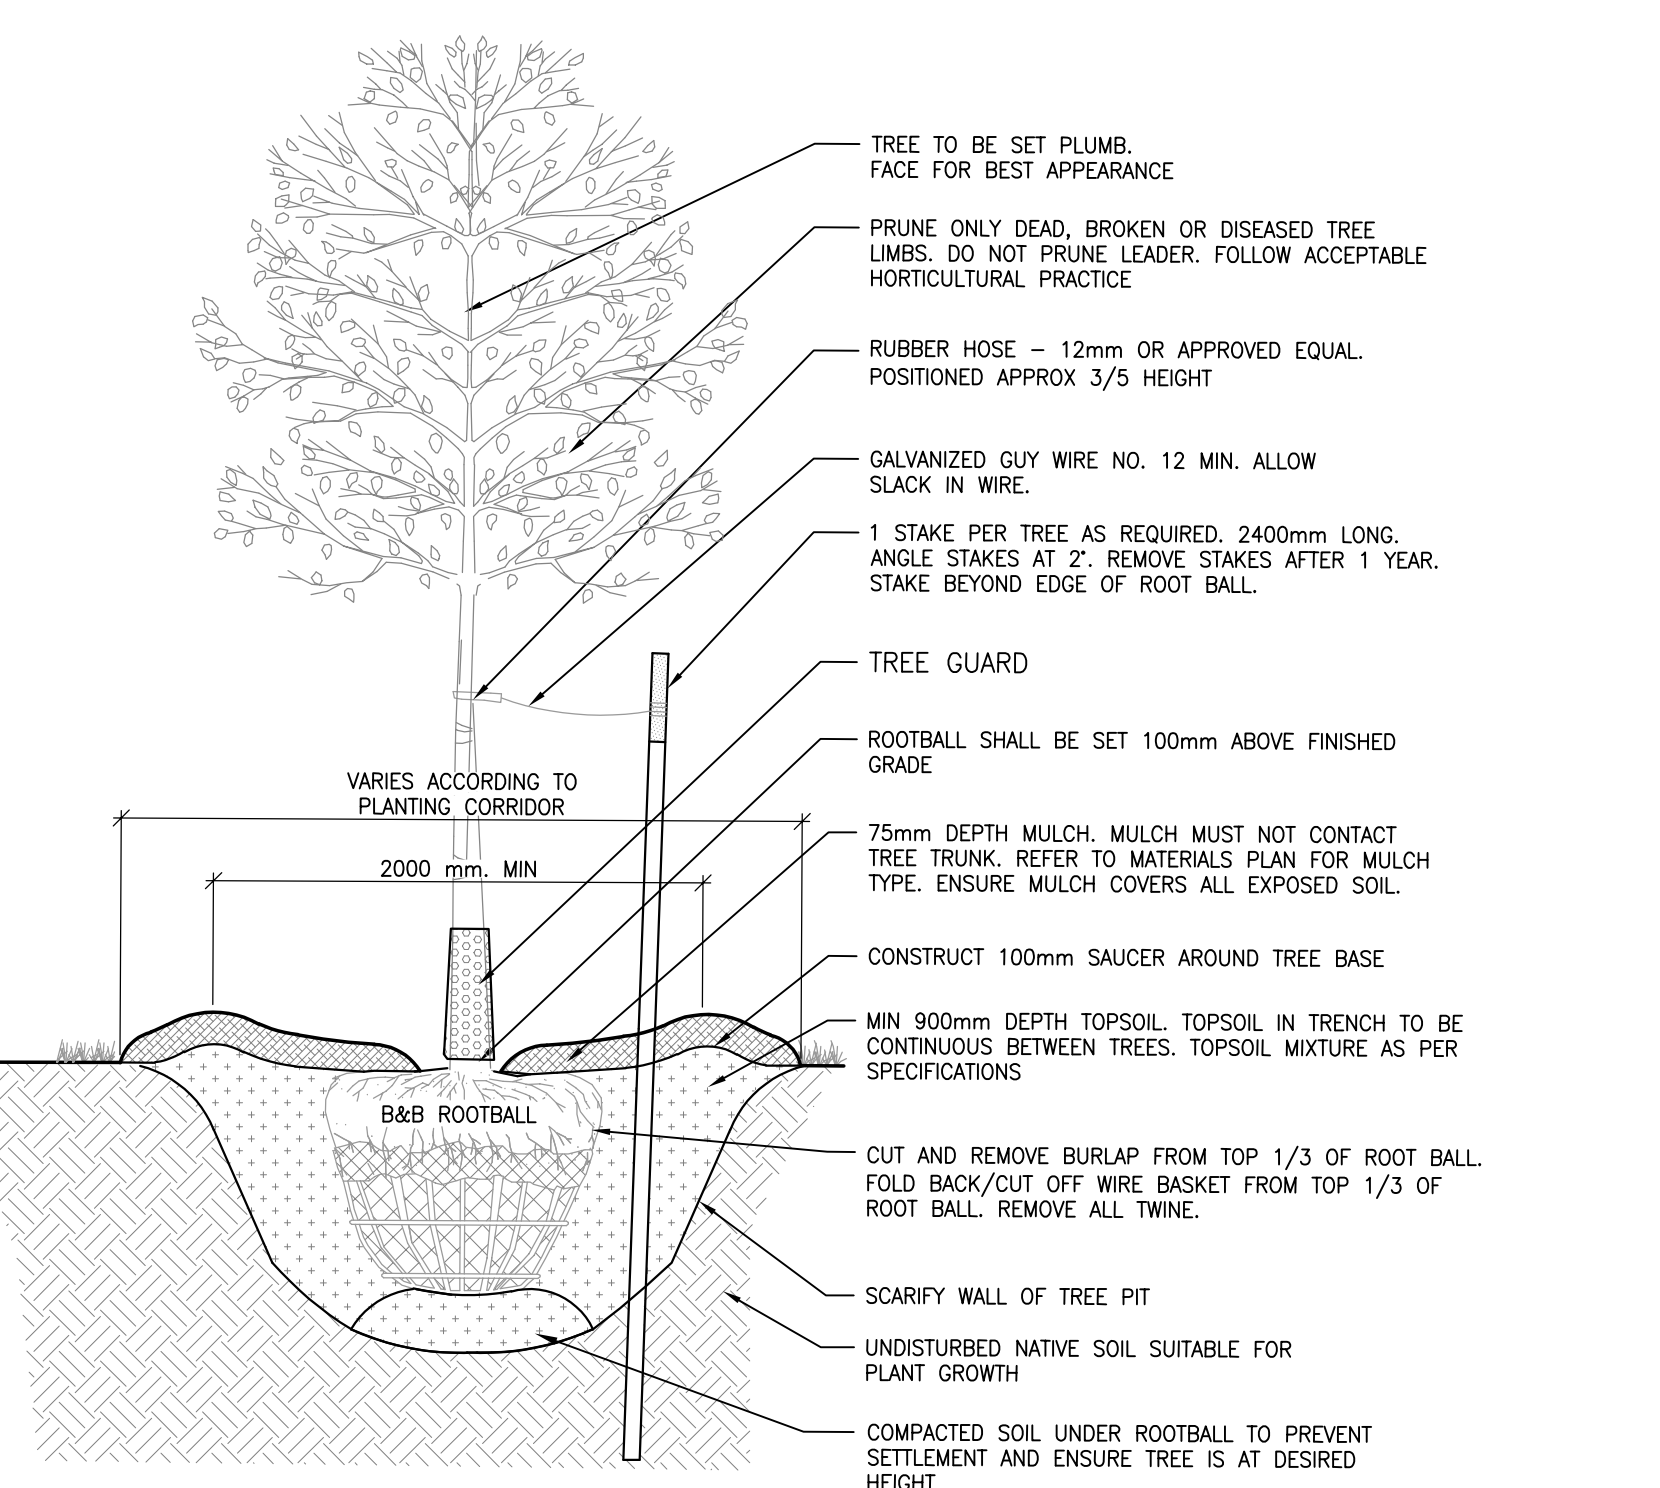 TREE TO BE SET PLUMB.
FACE FOR BEST APPEARANCE
PRUNE ONLY DEAD, BROKEN OR DISEASED TREE
LIMBS. DO NOT PRUNE LEADER. FOLLOW ACCEPTABLE
HORTICULTURAL PRACTICE
RUBBER HOSE – 12mm OR APPROVED EQUAL.
POSITIONED APPROX 3/5 HEIGHT
GALVANIZED GUY WIRE NO. 12 MIN. ALLOW
SLACK IN WIRE.
1 STAKE PER TREE AS REQUIRED. 2400mm LONG.
ANGLE STAKES AT 2°. REMOVE STAKES AFTER 1 YEAR.
STAKE BEYOND EDGE OF ROOT BALL.
TREE GUARD
ROOTBALL SHALL BE SET 100mm ABOVE FINISHED
GRADE
VARIES ACCORDING TO
PLANTING CORRIDOR
2000 mm. MIN
75mm DEPTH MULCH. MULCH MUST NOT CONTACT
TREE TRUNK. REFER TO MATERIALS PLAN FOR MULCH
TYPE. ENSURE MULCH COVERS ALL EXPOSED SOIL.
CONSTRUCT 100mm SAUCER AROUND TREE BASE
MIN 900mm DEPTH TOPSOIL. TOPSOIL IN TRENCH TO BE
CONTINUOUS BETWEEN TREES. TOPSOIL MIXTURE AS PER
SPECIFICATIONS
B&B ROOTBALL
CUT AND REMOVE BURLAP FROM TOP 1/3 OF ROOT BALL.
FOLD BACK/CUT OFF WIRE BASKET FROM TOP 1/3 OF
ROOT BALL. REMOVE ALL TWINE.
SCARIFY WALL OF TREE PIT
UNDISTURBED NATIVE SOIL SUITABLE FOR
PLANT GROWTH
COMPACTED SOIL UNDER ROOTBALL TO PREVENT
SETTLEMENT AND ENSURE TREE IS AT DESIRED
HEIGHT